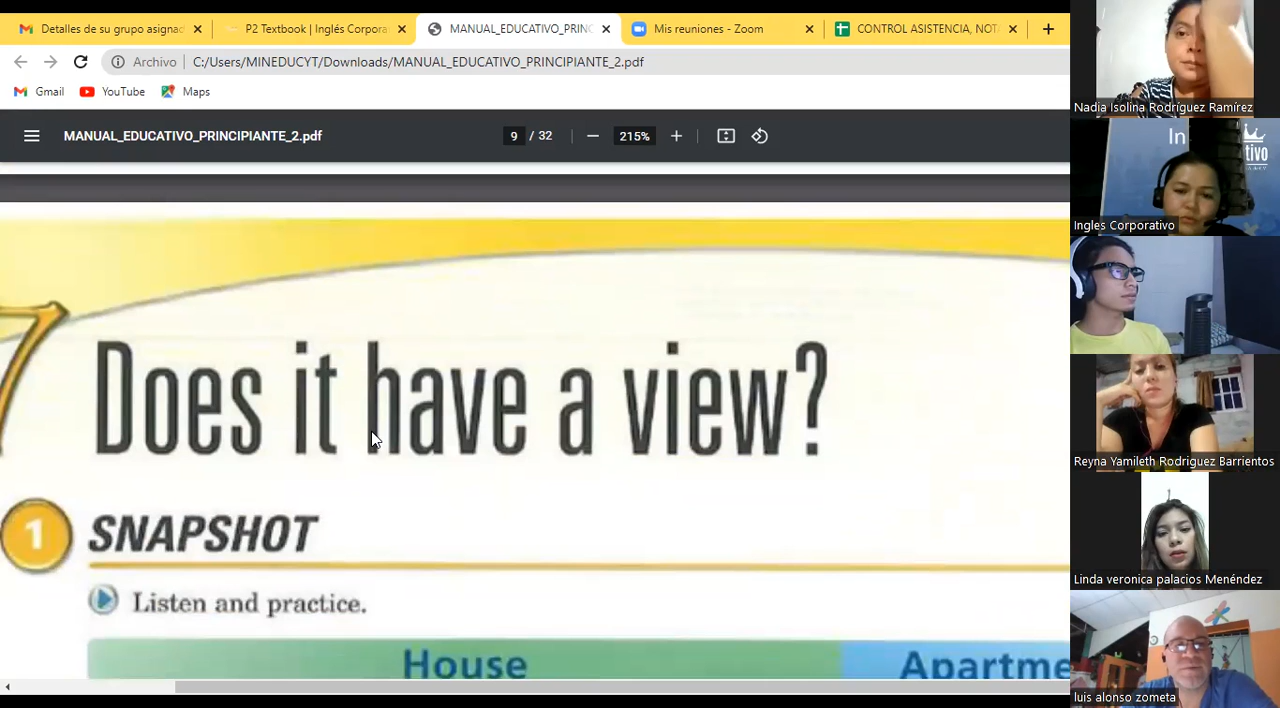 Detalles de su grupo asignad
P2 Textbook | Inglés Corpora
MANUAL_EDUCATIVO_PRINC
Mis reuniones - Zoom
CONTROL ASISTENCIA, NOT
Archivo
C:/Users/MINEDUCYT/Downloads/MANUAL_EDUCATIVO_PRINCIPIANTE_2.pdf
Gmail
YouTube
Maps
MANUAL_EDUCATIVO_PRINCIPIANTE_2.pdf
9 / 32
215%
7
Does it have a view?
1
SNAPSHOT
Listen and practice.
House
Apartme
Nadia Isolina Rodríguez Ramírez
In
tivo
Ingles Corporativo
Reyna Yamileth Rodriguez Barrientos
Linda veronica palacios Menéndez
luis alonso zometa